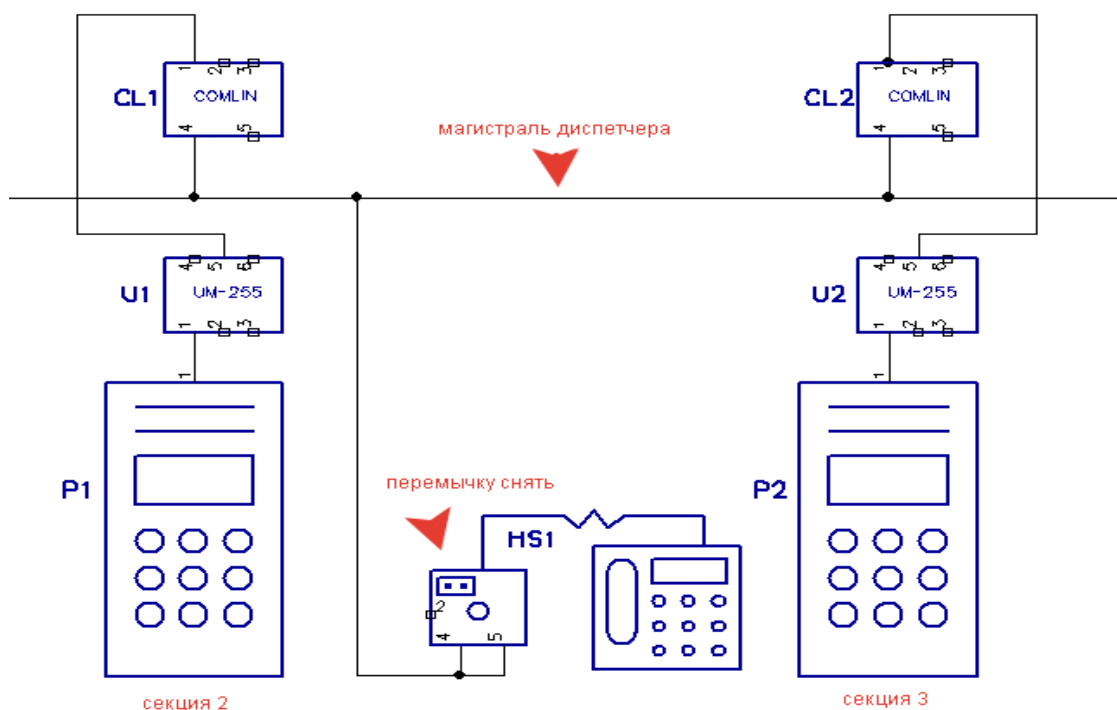 1 2 3
CL1 COMLIN
4 5
1 2 3
CL2 COMLIN
4 5
магистраль диспетчера
4 5 6
U1 UM-255
1 2 3
4 5 6
U2 UM-255
1 2 3
1
1
P1
перемычку снять
HS1
P2
2
4 5
секция 2
секция 3